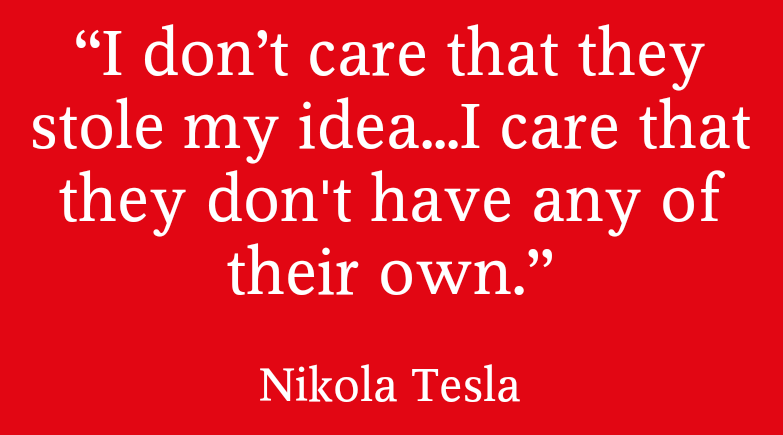 “I don’t care that they
stole my idea...I care that
they don't have any of
their own.”
Nikola Tesla